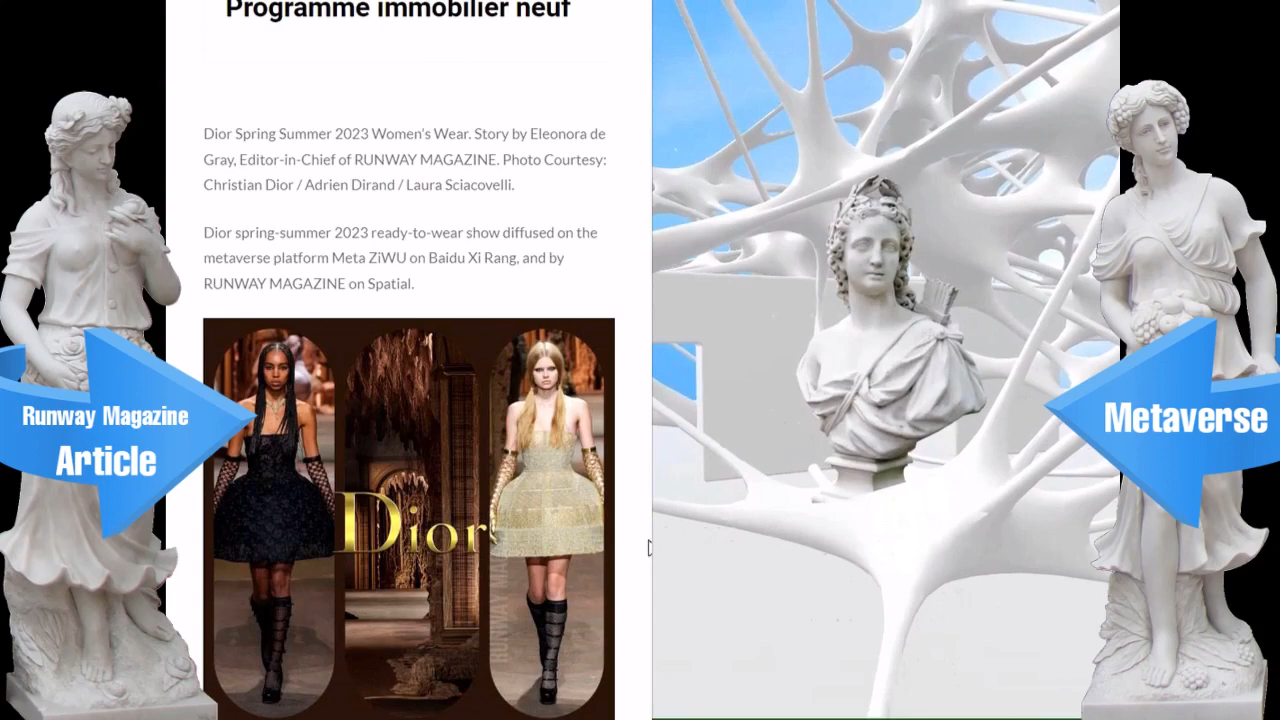 Programme immobilier neuf
Dior Spring Summer 2023 Women's Wear. Story by Eleonora de
Gray, Editor-in-Chief of RUNWAY MAGAZINE. Photo Courtesy:
Christian Dior / Adrien Dirand / Laura Sciacovelli.
Dior spring-summer 2023 ready-to-wear show diffused on the
metaverse platform Meta ZiWU on Baidu Xi Rang, and by
RUNWAY MAGAZINE on Spatial.
Runway Magazine
Article
Metaverse
Dior